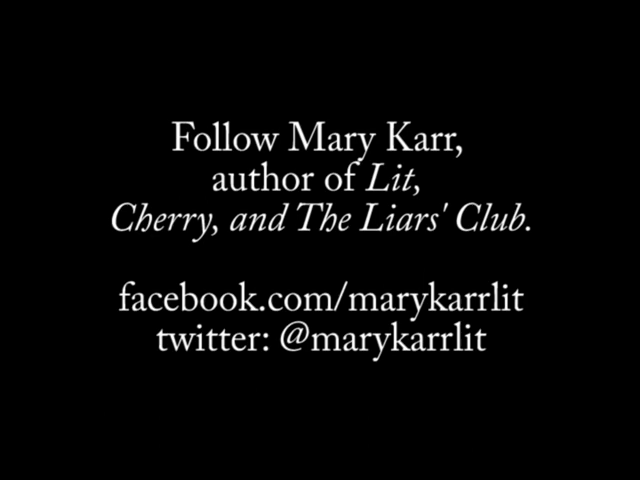 Follow Mary Karr,
author of Lit,
Cherry, and The Liars' Club.
facebook.com/marykarrlit
twitter: @marykarrlit